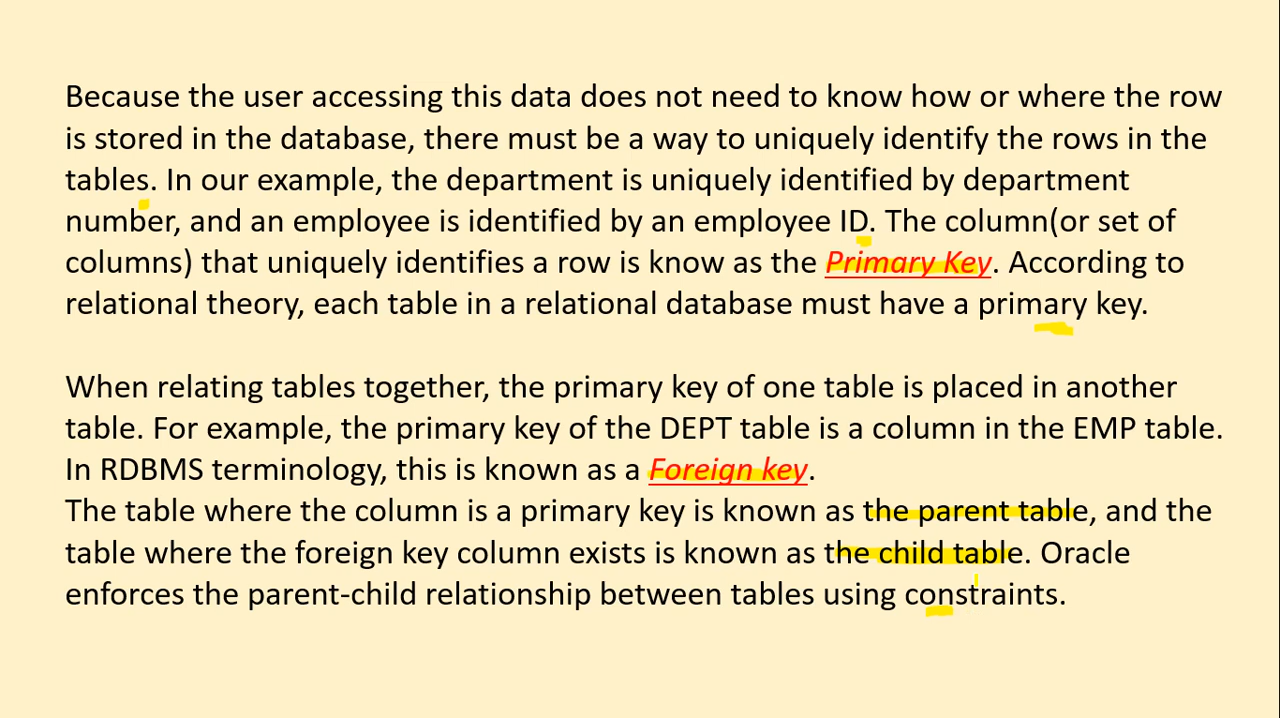 Because the user accessing this data does not need to know how or where the row
is stored in the database, there must be a way to uniquely identify the rows in the
tables. In our example, the department is uniquely identified by department
number, and an employee is identified by an employee ID. The column(or set of
columns) that uniquely identifies a row is know as the Primary Key. According to
relational theory, each table in a relational database must have a primary key.
When relating tables together, the primary key of one table is placed in another
table. For example, the primary key of the DEPT table is a column in the EMP table.
In RDBMS terminology, this is known as a Foreign key.
The table where the column is a primary key is known as the parent table, and the
table where the foreign key column exists is known as the child table. Oracle
enforces the parent-child relationship between tables using constraints.